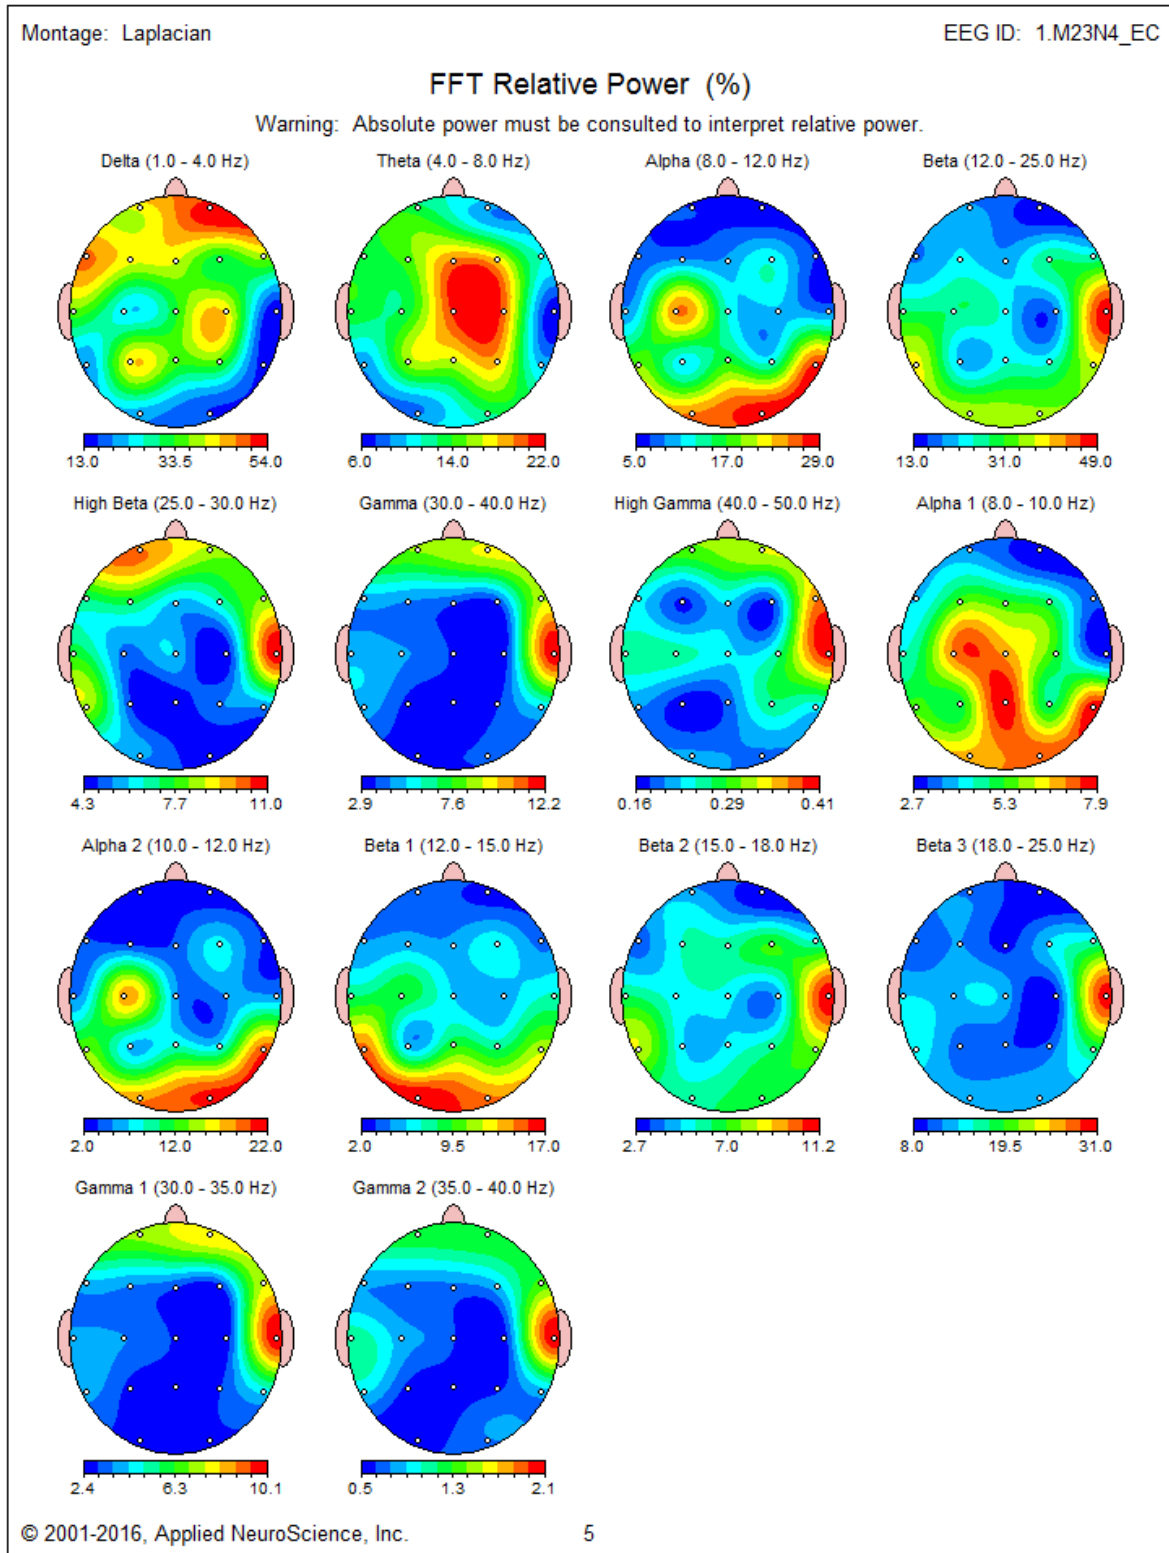 Montage: Laplacian EEG ID: 1.M23N4_EC
FFT Relative Power (%)
Warning: Absolute power must be consulted to interpret relative power.
Delta (1.0 - 4.0 Hz) Theta (4.0 - 8.0 Hz) Alpha (8.0 - 12.0 Hz) Beta (12.0 - 25.0 Hz)
13.0 33.5 54.0 6.0 14.0 22.0 5.0 17.0 29.0 13.0 31.0 49.0
High Beta (25.0 - 30.0 Hz) Gamma (30.0 - 40.0 Hz) High Gamma (40.0 - 50.0 Hz) Alpha 1 (8.0 - 10.0 Hz)
4.3 7.7 11.0 2.9 7.6 12.2 0.16 0.29 0.41 2.7 5.3 7.9
Alpha 2 (10.0 - 12.0 Hz) Beta 1 (12.0 - 15.0 Hz) Beta 2 (15.0 - 18.0 Hz) Beta 3 (18.0 - 25.0 Hz)
2.0 12.0 22.0 2.0 9.5 17.0 2.7 7.0 11.2 8.0 19.5 31.0
Gamma 1 (30.0 - 35.0 Hz) Gamma 2 (35.0 - 40.0 Hz)
2.4 6.3 10.1 0.5 1.3 2.1
© 2001-2016, Applied NeuroScience, Inc. 5